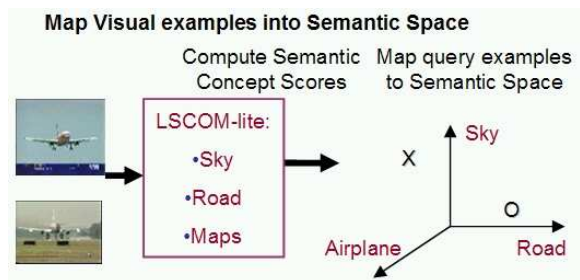 Map Visual examples into Semantic Space
Compute Semantic
Concept Scores
Map query examples
to Semantic Space
LSCOM-lite:
•Sky
•Road
•Maps
Sky
X
O
Airplane
Road